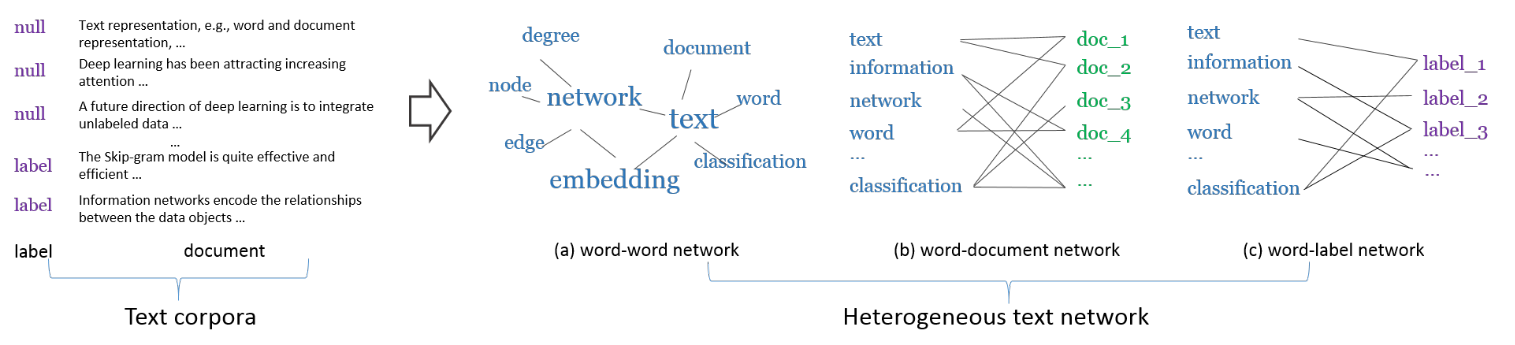 null
Text representation, e.g., word and document
representation, ...
null
Deep learning has been attracting increasing
attention ...
null
A future direction of deep learning is to integrate
unlabeled data ...
...
label
The Skip-gram model is quite effective and
efficient ...
label
Information networks encode the relationships
between the data objects ...
label
document
Text corpora
degree
document
node
network
word
text
edge
classification
embedding
(a) word-word network
text
information
network
word
...
classification
doc_1
doc_2
doc_3
doc_4
...
...
(b) word-document network
text
information
network
word
...
classification
label_1
label_2
label_3
...
...
(c) word-label network
Heterogeneous text network